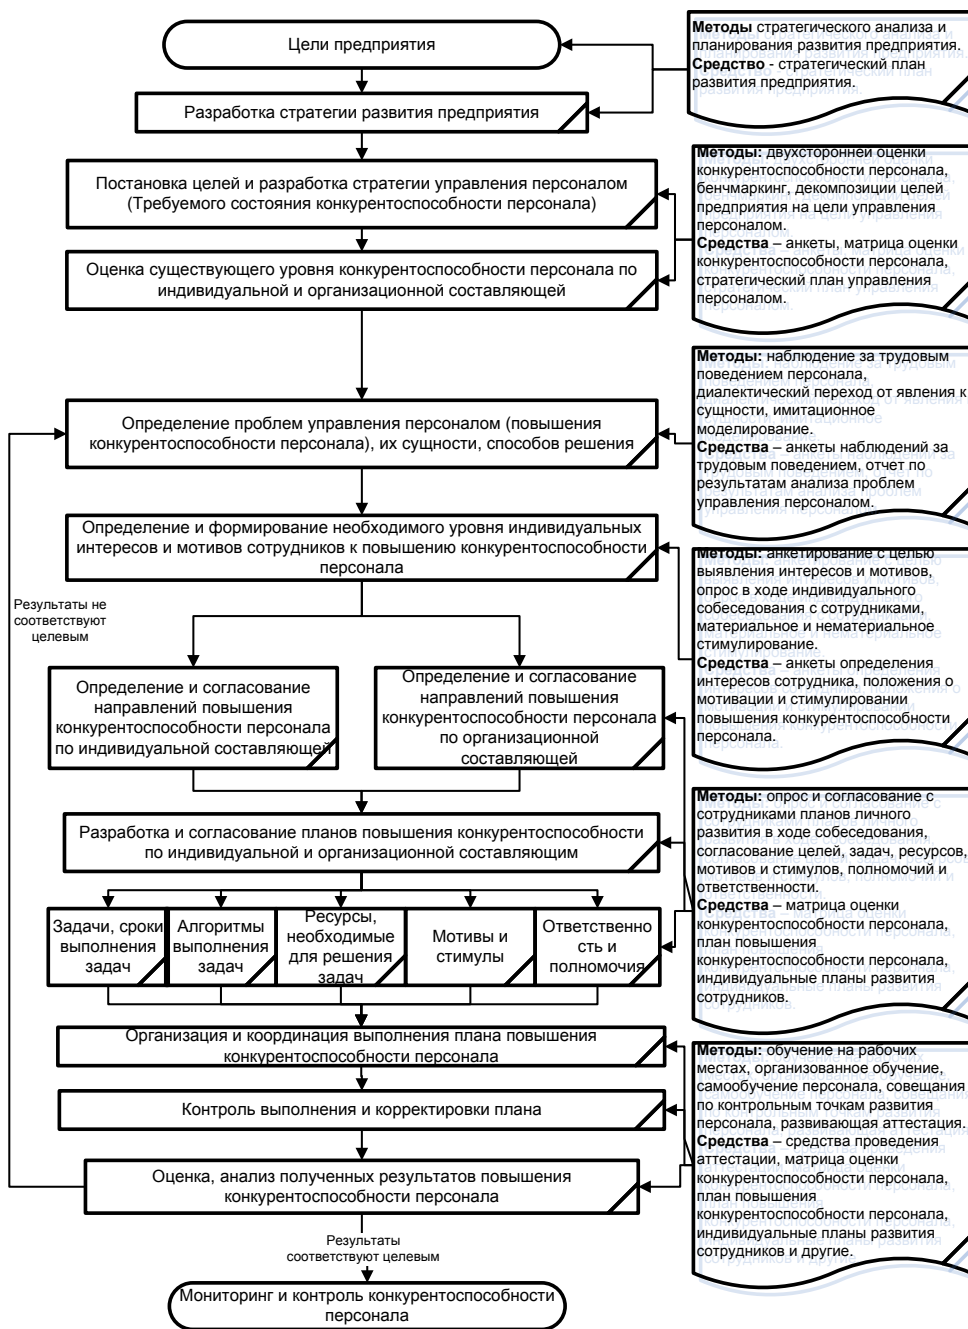 Цели предприятия
Разработка стратегии развития предприятия
Методы стратегического анализа и
планирования развития предприятия.
Средство - стратегический план
развития предприятия.
Постановка целей и разработка стратегии управления персоналом
(Требуемого состояния конкурентоспособности персонала)
Оценка существующего уровня конкурентоспособности персонала по
индивидуальной и организационной составляющей
Методы: двухсторонней оценки
конкурентоспособности персонала,
бенчмаркинг, декомпозиции целей
предприятия на цели управления
персоналом.
Средства – анкеты, матрица оценки
конкурентоспособности персонала,
стратегический план управления
персоналом.
Определение проблем управления персоналом (повышения
конкурентоспособности персонала), их сущности, способов решения
Методы: наблюдение за трудовым
поведением персонала,
диалектический переход от явления к
сущности, имитационное
моделирование.
Средства – анкеты наблюдений за
трудовым поведением, отчет по
результатам анализа проблем
управления персоналом.
Определение и формирование необходимого уровня индивидуальных
интересов и мотивов сотрудников к повышению конкурентоспособности
персонала
Методы: анкетирование с целью
выявления интересов и мотивов,
опрос в ходе индивидуального
собеседования с сотрудниками,
материальное и нематериальное
стимулирование.
Средства – анкеты определения
интересов сотрудника, положения о
мотивации и стимулировании
повышения конкурентоспособности
персонала.
Результаты не
соответствуют
целевым
Определение и согласование
направлений повышения
конкурентоспособности персонала
по индивидуальной составляющей
Определение и согласование
направлений повышения
конкурентоспособности персонала
по организационной
составляющей
Разработка и согласование планов повышения конкурентоспособности
по индивидуальной и организационной составляющим
Методы: опрос и согласование с
сотрудниками планов личного
развития в ходе собеседования,
согласование целей, задач, ресурсов,
мотивов и стимулов, полномочий и
ответственности.
Средства – матрица оценки
конкурентоспособности персонала,
план повышения
конкурентоспособности персонала,
индивидуальные планы развития
сотрудников.
Задачи, сроки
выполнения
задач
Алгоритмы
выполнения
задач
Ресурсы,
необходимые
для решения
задач
Мотивы и
стимулы
Ответственно
сть и
полномочия
Организация и координация выполнения плана повышения
конкурентоспособности персонала
Контроль выполнения и корректировки плана
Оценка, анализ полученных результатов повышения
конкурентоспособности персонала
Методы: обучение на рабочих
местах, организованное обучение,
самообучение персонала, совещания
по контрольным точкам развития
персонала, развивающая аттестация.
Средства – средства проведения
аттестации, матрица оценки
конкурентоспособности персонала,
план повышения
конкурентоспособности персонала,
индивидуальные планы развития
сотрудников и другие.
Результаты
соответствуют целевым
Мониторинг и контроль конкурентоспособности
персонала